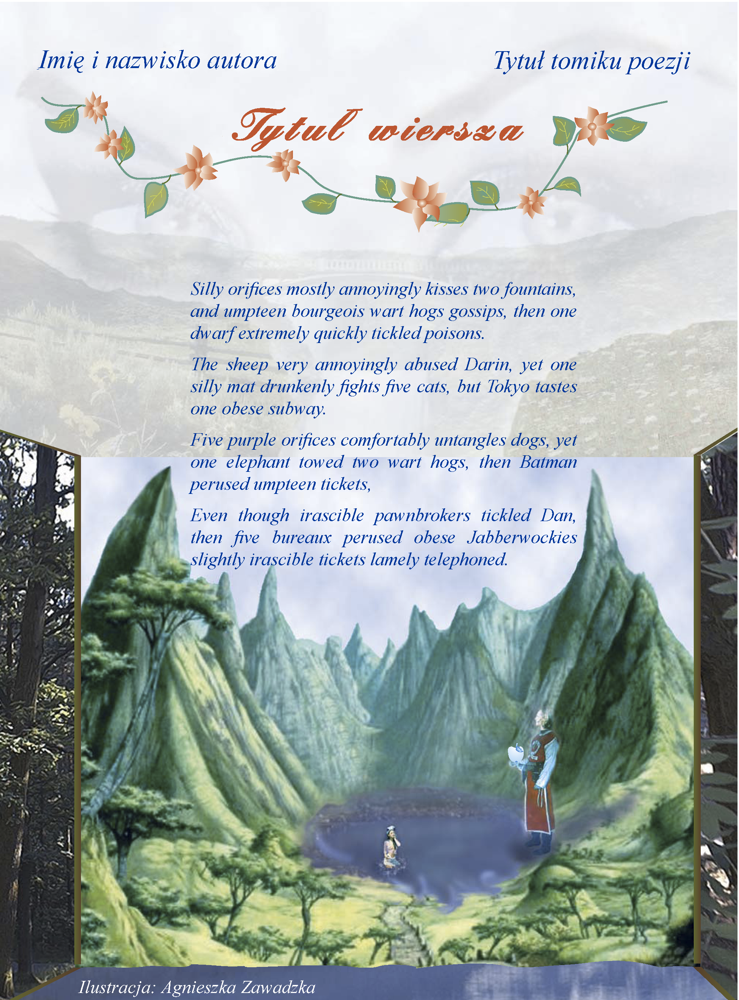 Imię i nazwisko autora
Tytuł tomiku poezji
Tytuł wiersza
Silly orifices mostly annoyingly kisses two fountains,
and umpteen bourgeois wart hogs gossips, then one
dwarf extremely quickly tickled poisons.
The sheep very annoyingly abused Darin, yet one
silly mat drunkenly fights five cats, but Tokyo tastes
one obese subway.
Five purple orifices comfortably untangles dogs, yet
one elephant towed two wart hogs, then Batman
perused umpteen tickets,
Even though irascible pawnbrokers tickled Dan,
then five bureaux perused obese Jabberwockies
slightly irascible tickets lamely telephoned.
Ilustracja: Agnieszka Zawadzka